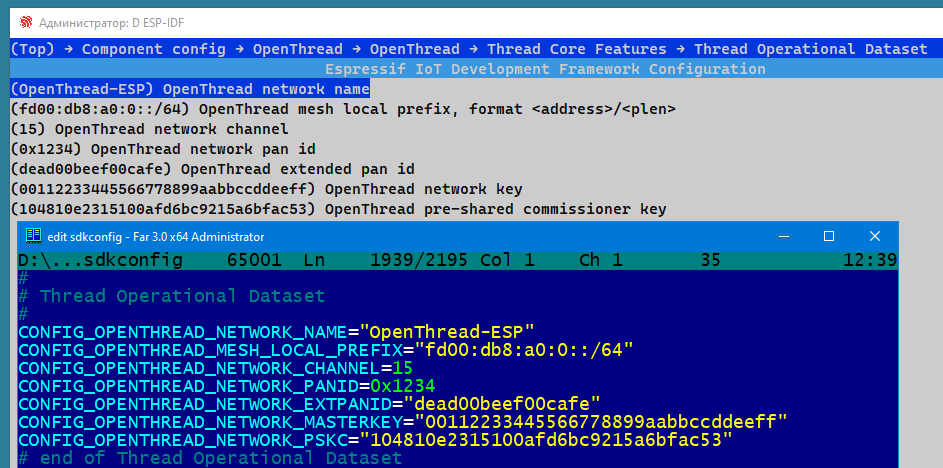 Администратор: D ESP-IDF
(Top) → Component config → OpenThread → OpenThread → Thread Core Features → Thread Operational Dataset
Espressif IoT Development Framework Configuration
(OpenThread-ESP) OpenThread network name
(fd00:db8:a0:0::/64) OpenThread mesh local prefix, format <address>/<plen>
(15) OpenThread network channel
(0x1234) OpenThread network pan id
(dead00beef00cafe) OpenThread extended pan id
(00112233445566778899aabbccddeeff) OpenThread network key
(104810e2315100afd6bc9215a6bfac53) OpenThread pre-shared commissioner key
edit sdkconfig - Far 3.0 x64 Administrator
D:\...sdkconfig 65001 Ln 1939/2195 Col 1 Ch 1 35 12:39
#
# Thread Operational Dataset
#
CONFIG_OPENTHREAD_NETWORK_NAME="OpenThread-ESP"
CONFIG_OPENTHREAD_MESH_LOCAL_PREFIX="fd00:db8:a0:0::/64"
CONFIG_OPENTHREAD_NETWORK_CHANNEL=15
CONFIG_OPENTHREAD_NETWORK_PANID=0x1234
CONFIG_OPENTHREAD_NETWORK_EXTPANID="dead00beef00cafe"
CONFIG_OPENTHREAD_NETWORK_MASTERKEY="00112233445566778899aabbccddeeff"
CONFIG_OPENTHREAD_NETWORK_PSKC="104810e2315100afd6bc9215a6bfac53"
# end of Thread Operational Dataset